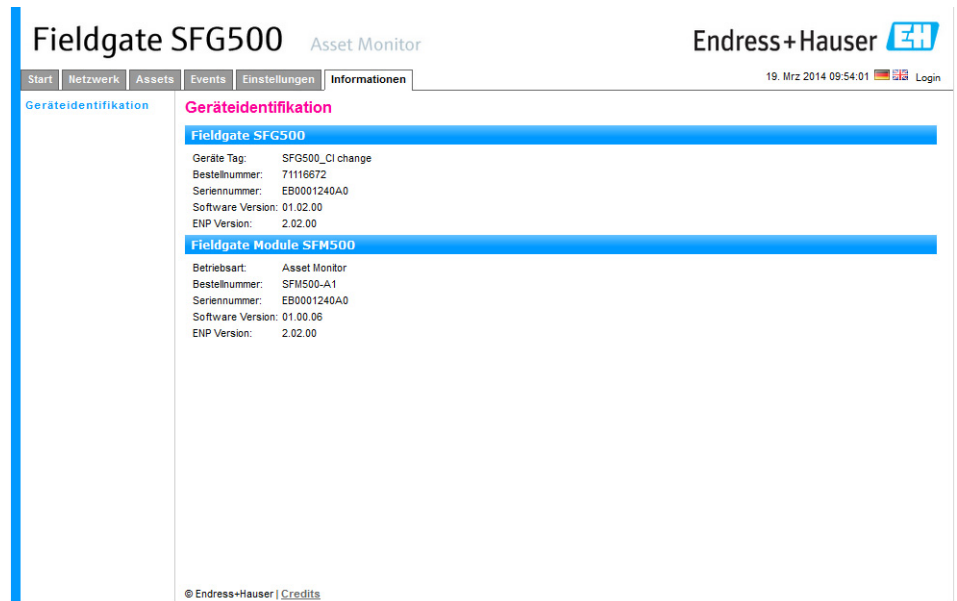 Fieldgate SFG500 Asset Monitor
Endress+Hauser EH
Start Netzwerk Assets Events Einstellungen Informationen
19. Mrz 2014 09:54:01 Login
Geräteidentifikation
Geräteidentifikation
Fieldgate SFG500
Geräte Tag: SFG500_CI change
Bestellnummer: 71116672
Seriennummer: EB0001240A0
Software Version: 01.02.00
ENP Version: 2.02.00
Fieldgate Module SFM500
Betriebsart: Asset Monitor
Bestellnummer: SFM500-A1
Seriennummer: EB0001240A0
Software Version: 01.00.06
ENP Version: 2.02.00
© Endress+Hauser | Credits